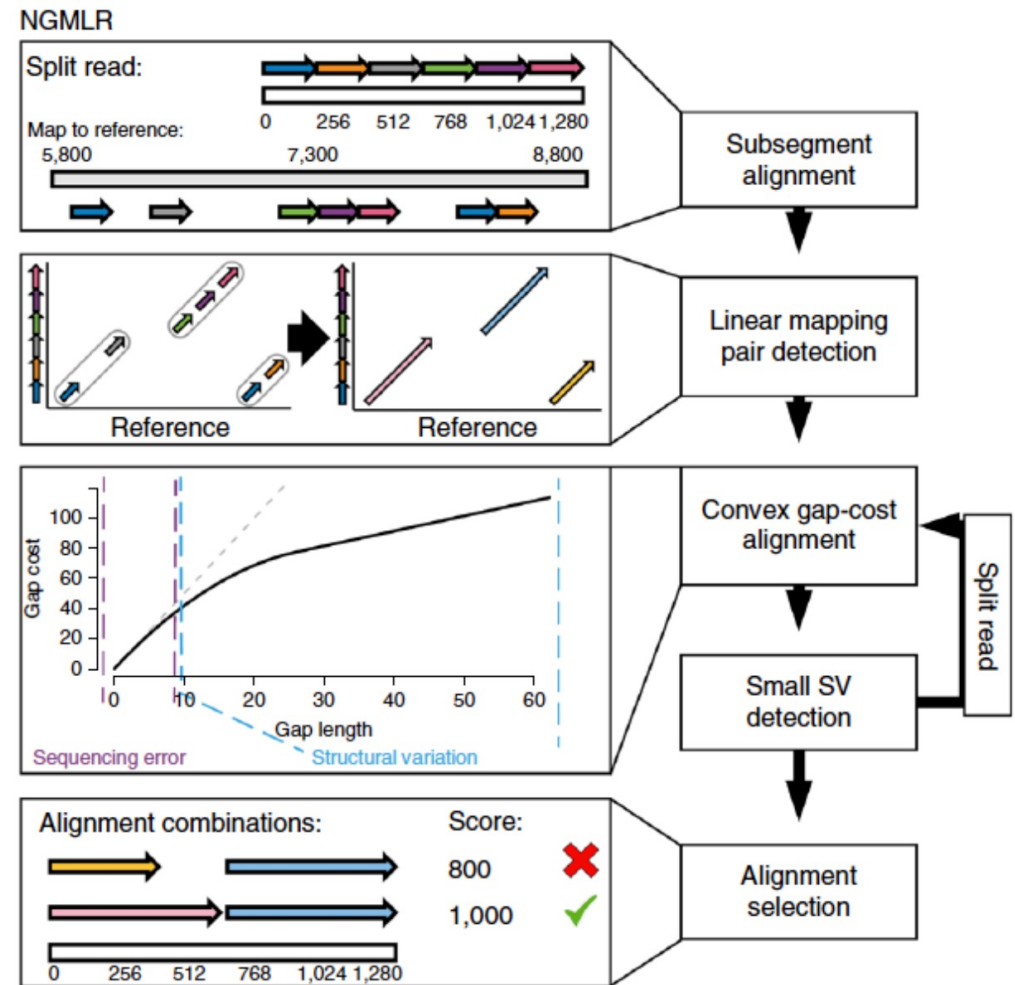 NGMLR
Split read:
0 256 512 768 1,024 1,280
Map to reference:
5,800 7,300 8,800
Subsegment
alignment
Reference
Reference
Linear mapping
pair detection
Gap cost
100
80
60
40
20
0
0 10 20 30 40 50 60
Gap length
Sequencing error
Structural variation
Convex gap-cost
alignment
Split read
Small SV
detection
Alignment combinations:
Score:
800
1,000
0 256 512 768 1,024 1,280
Alignment
selection